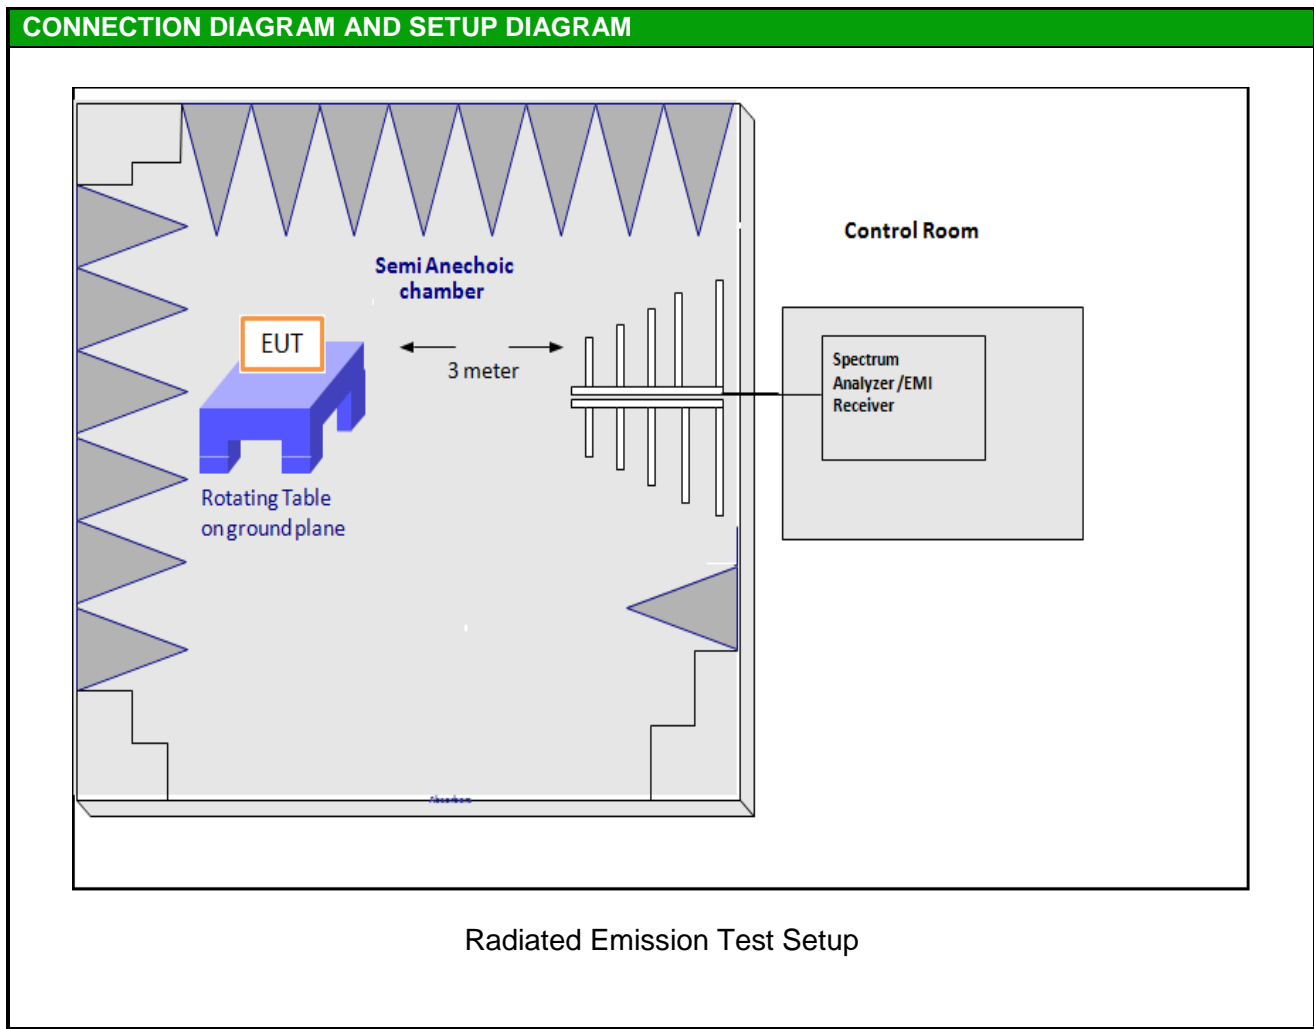 CONNECTION DIAGRAM AND SETUP DIAGRAM
Control Room
Semi Anechoic
chamber
EUT
3 meter
Spectrum
Analyzer/EMI
Receiver
Rotating Table
on ground plane
Radiated Emission Test Setup